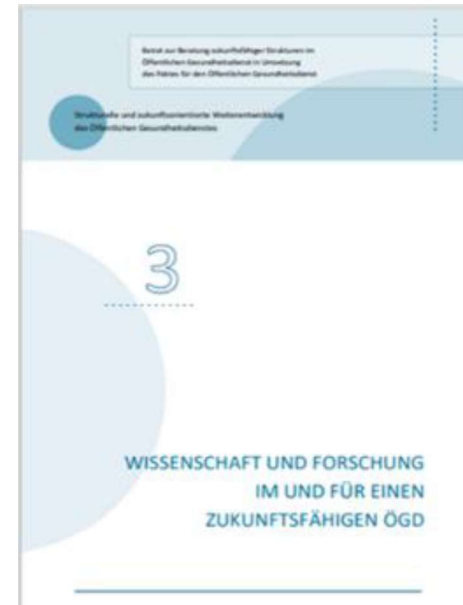 Beirat zur Beratung zukunftsfähiger Strukturen im
Öffentlichen Gesundheitsdienst in Umsetzung
des Paktes für den Öffentlichen Gesundheitsdienst
Strukturelle und zukunftsorientierte Weiterentwicklung
des Öffentlichen Gesundheitsdienstes
3
WISSENSCHAFT UND FORSCHUNG
IM UND FÜR EINEN
ZUKUNFTSFÄHIGEN ÖGD